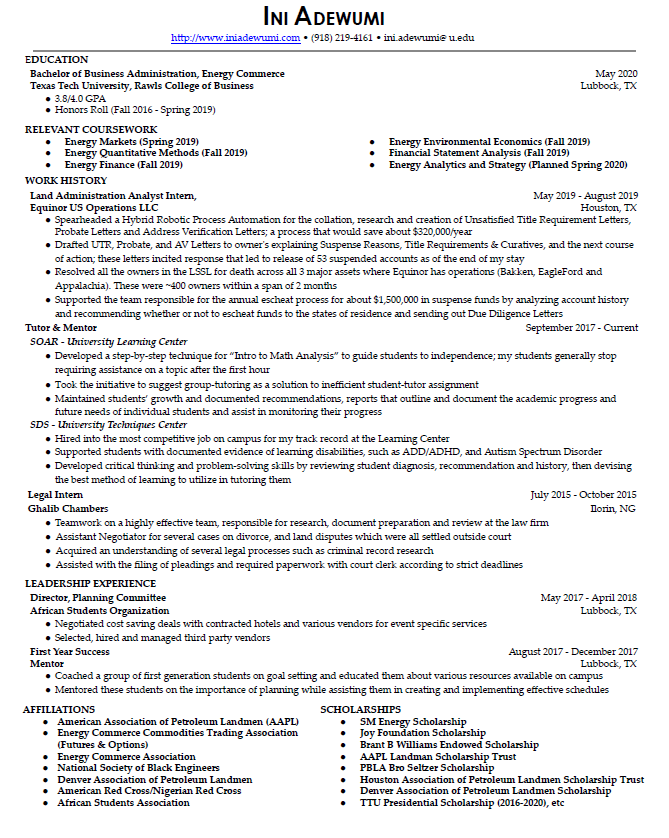 INI ADEWUMI
http://www.iniadewumi.com • (918) 219-4161 • ini.adewumi@ u.edu
EDUCATION
Bachelor of Business Administration, Energy Commerce May 2020
Texas Tech University, Rawls College of Business Lubbock, TX
• 3.8/4.0 GPA
• Honors Roll (Fall 2016 - Spring 2019)
RELEVANT COURSEWORK
• Energy Markets (Spring 2019) • Energy Environmental Economics (Fall 2019)
• Energy Quantitative Methods (Fall 2019) • Financial Statement Analysis (Fall 2019)
• Energy Finance (Fall 2019) • Energy Analytics and Strategy (Planned Spring 2020)
WORK HISTORY
Land Administration Analyst Intern, May 2019 - August 2019
Equinor US Operations LLC Houston, TX
• Spearheaded a Hybrid Robotic Process Automation for the collation, research and creation of Unsatisfied Title Requirement Letters,
Probate Letters and Address Verification Letters; a process that would save about $320,000/year
• Drafted UTR, Probate, and AV Letters to owner's explaining Suspense Reasons, Title Requirements & Curatives, and the next course
of action; these letters incited response that led to release of 53 suspended accounts as of the end of my stay
• Resolved all the owners in the LSSL for death across all 3 major assets where Equinor has operations (Bakken, EagleFord and
Appalachia). These were ~400 owners within a span of 2 months
• Supported the team responsible for the annual escheat process for about $1,500,000 in suspense funds by analyzing account history
and recommending whether or not to escheat funds to the states of residence and sending out Due Diligence Letters
Tutor & Mentor September 2017 - Current
SOAR - University Learning Center
• Developed a step-by-step technique for “Intro to Math Analysis” to guide students to independence; my students generally stop
requiring assistance on a topic after the first hour
• Took the initiative to suggest group-tutoring as a solution to inefficient student-tutor assignment
• Maintained students’ growth and documented recommendations, reports that outline and document the academic progress and
future needs of individual students and assist in monitoring their progress
SDS - University Techniques Center
• Hired into the most competitive job on campus for my track record at the Learning Center
• Supported students with documented evidence of learning disabilities, such as ADD/ADHD, and Autism Spectrum Disorder
• Developed critical thinking and problem-solving skills by reviewing student diagnosis, recommendation and history, then devising
the best method of learning to utilize in tutoring them
Legal Intern July 2015 - October 2015
Ghalib Chambers Ilorin, NG
• Teamwork on a highly effective team, responsible for research, document preparation and review at the law firm
• Assistant Negotiator for several cases on divorce, and land disputes which were all settled outside court
• Acquired an understanding of several legal processes such as criminal record research
• Assisted with the filing of pleadings and required paperwork with court clerk according to strict deadlines
LEADERSHIP EXPERIENCE
Director, Planning Committee May 2017 - April 2018
African Students Organization Lubbock, TX
• Negotiated cost saving deals with contracted hotels and various vendors for event specific services
• Selected, hired and managed third party vendors
First Year Success August 2017 - December 2017
Mentor Lubbock, TX
• Coached a group of first generation students on goal setting and educated them about various resources available on campus
• Mentored these students on the importance of planning while assisting them in creating and implementing effective schedules
AFFILIATIONS
• American Association of Petroleum Landmen (AAPL)
• Energy Commerce Commodities Trading Association
(Futures & Options)
• Energy Commerce Association
• National Society of Black Engineers
• Denver Association of Petroleum Landmen
• American Red Cross/Nigerian Red Cross
• African Students Association
SCHOLARSHIPS
• SM Energy Scholarship
• Joy Foundation Scholarship
• Brant B Williams Endowed Scholarship
• AAPL Landman Scholarship Trust
• PBLA Bro Seltzer Scholarship
• Houston Association of Petroleum Landmen Scholarship Trust
• Denver Association of Petroleum Landmen Scholarship
• TTU Presidential Scholarship (2016-2020), etc